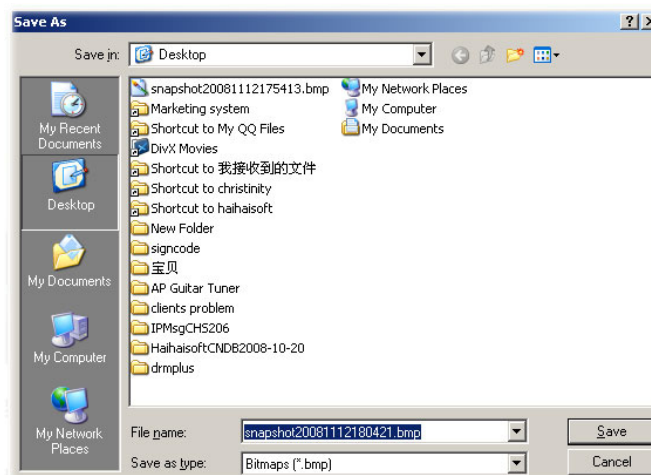 Save As
Save in:
Desktop
My Recent
Documents
Desktop
My Documents
My Computer
My Network
Places
snapshot20081112175413.bmp
Marketing system
Shortcut to My QQ Files
DivX Movies
Shortcut to 我接收到的文件
Shortcut to christinity
Shortcut to haihaisoft
New Folder
signcode
宝贝
AP Guitar Tuner
clients problem
IPMsgCHS206
HaihaisoftCNDB2008-10-20
drmplus
My Network Places
My Computer
My Documents
File name:
snapshot20081112180421.bmp
Save
Save as type:
Bitmaps (*.bmp)
Cancel